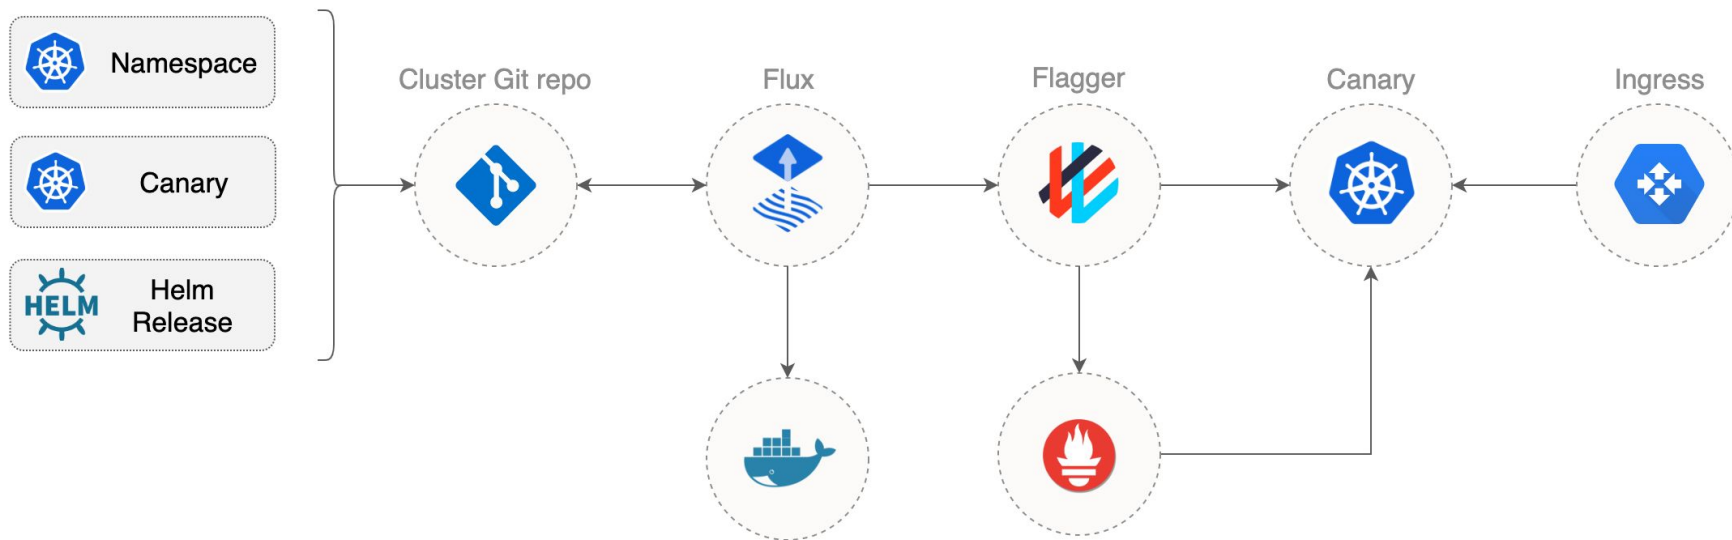 Namespace
Canary
HELM
Helm
Release
Cluster Git repo
Flux
Flagger
Canary
Ingress